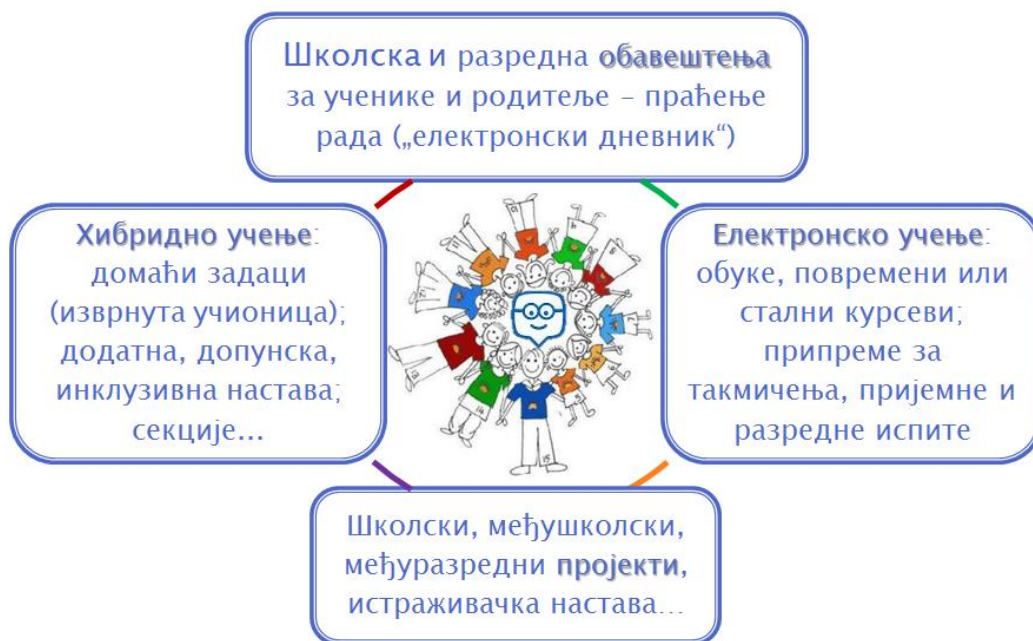 Школска и разредна обавештења
за ученике и родитеље – праћење
рада („електронски дневник“)
Хибридно учење:
домаћи задаци
(изврнута учионица);
додатна, допунска,
инклузивна настава;
секције...
Електронско учење:
обуке, повремени или
стални курсеви;
припреме за
такмичења, пријемне и
разредне испите
Школски, међушколски,
међуразредни пројекти,
истраживачка настава...